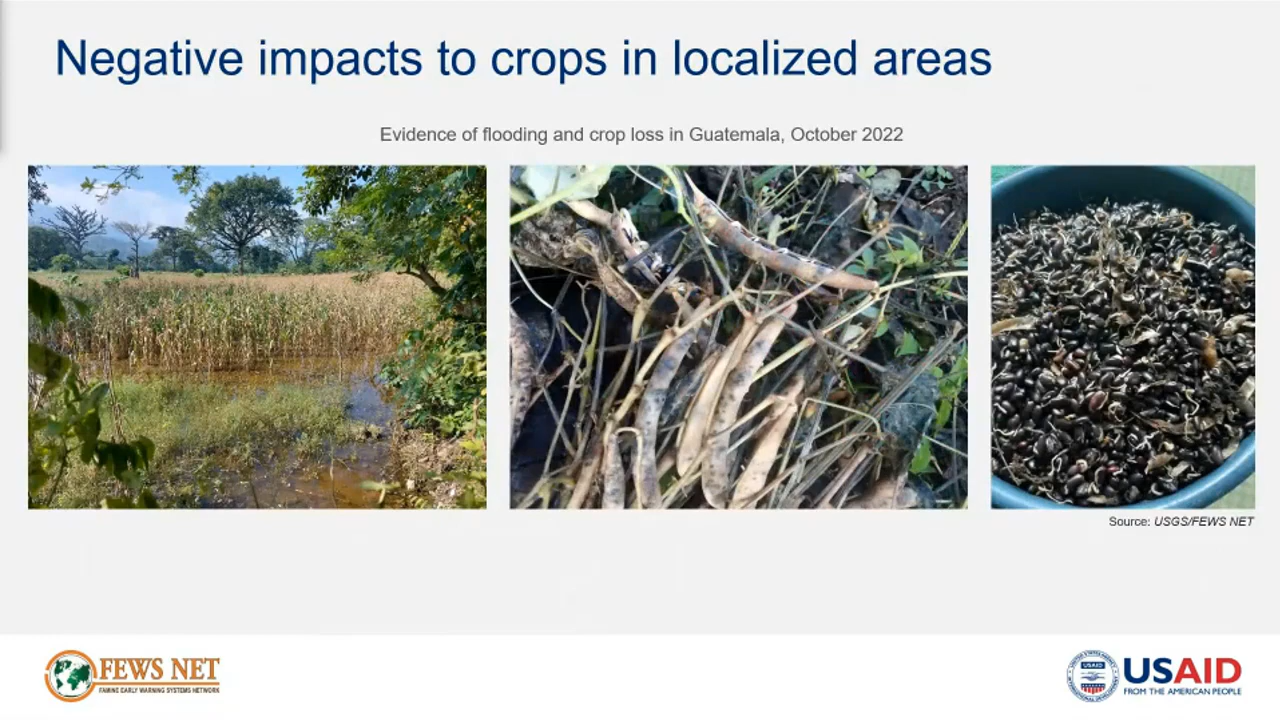 Negative impacts to crops in localized areas
Evidence of flooding and crop loss in Guatemala, October 2022
Source: USGS/FEWS NET
FEWS NET
FAMINE EARLY WARNING SYSTEMS NETWORK
USAID
USAID
FROM THE AMERICAN PEOPLE